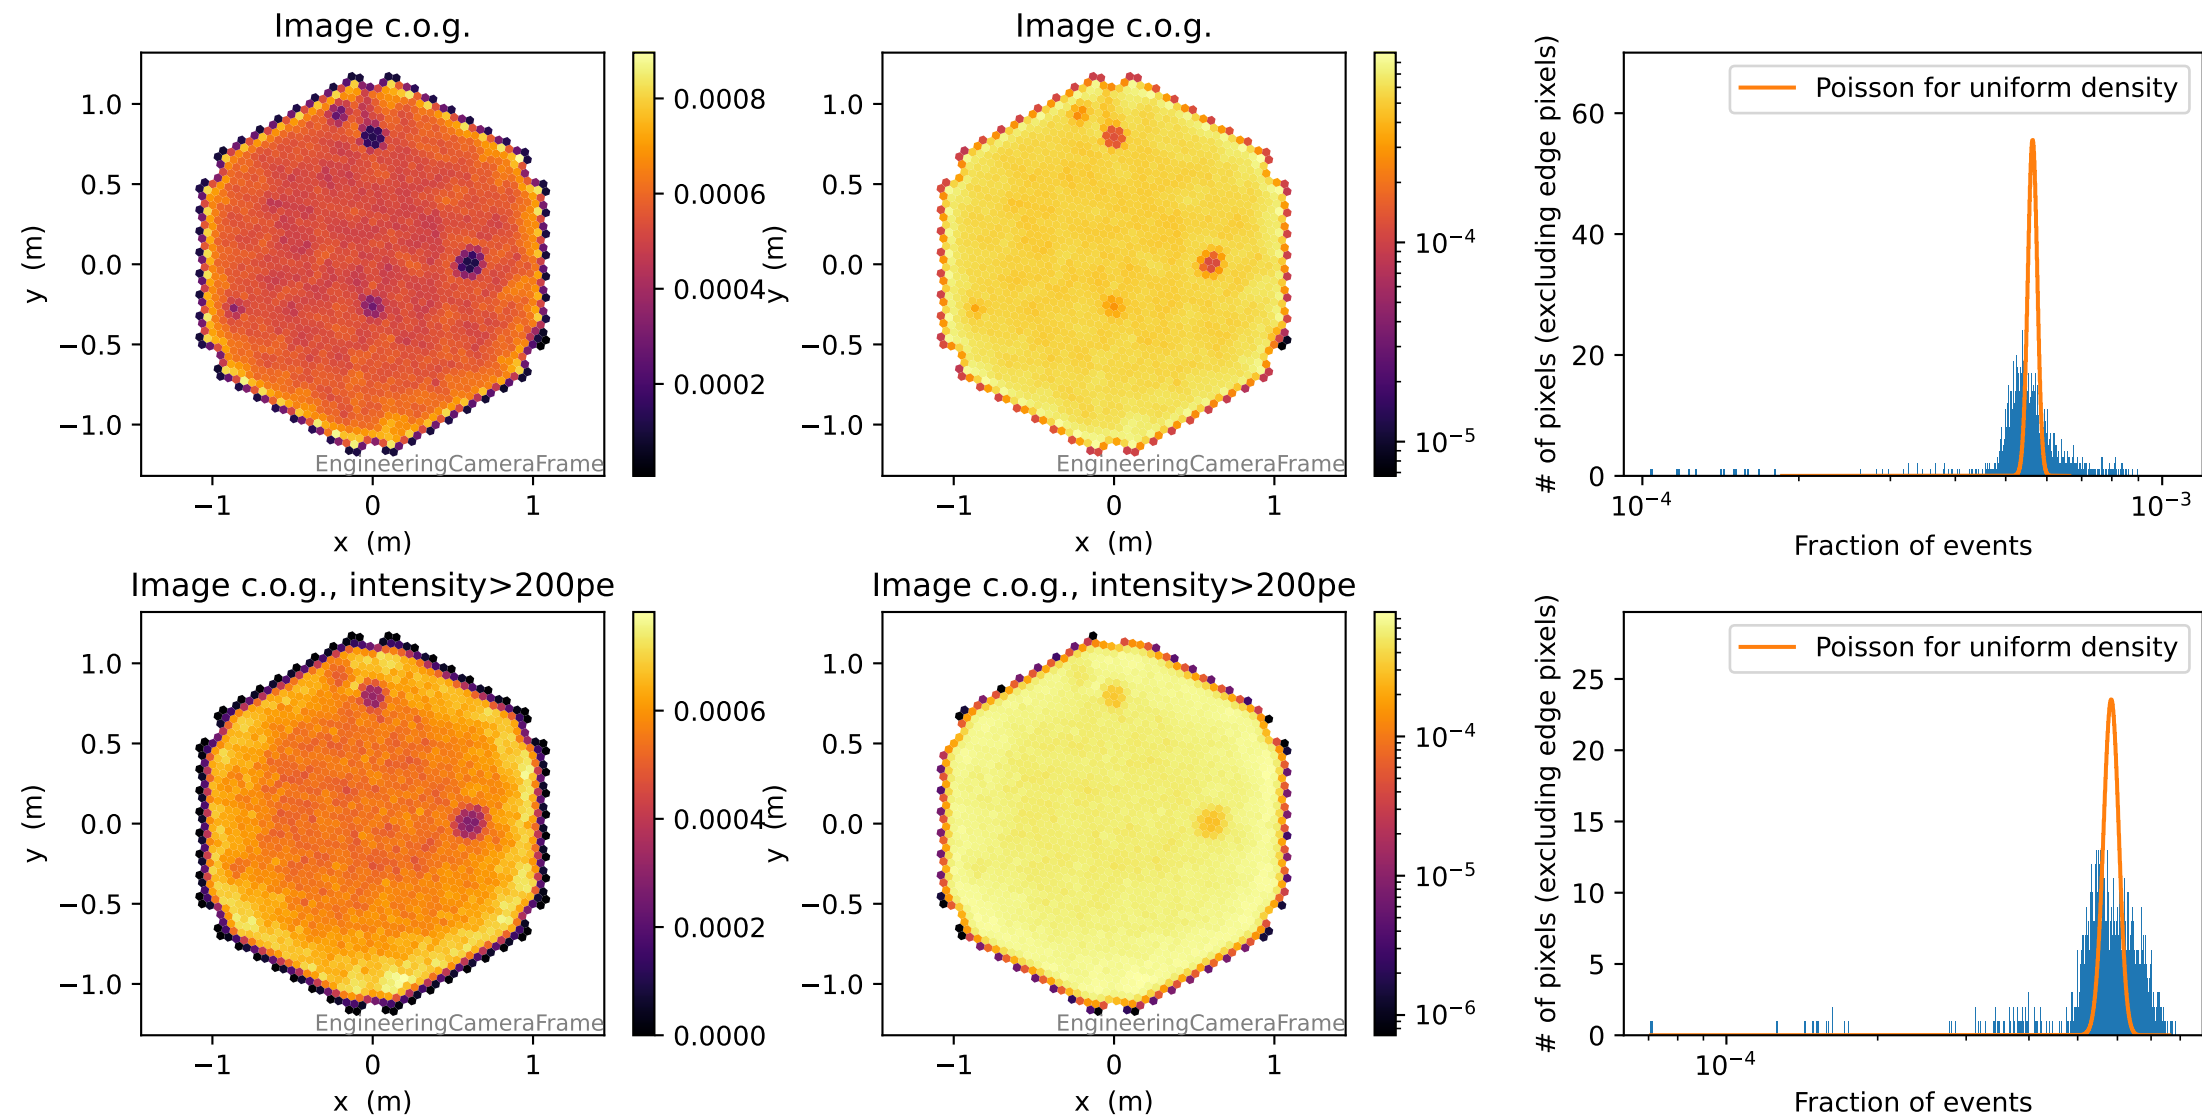 Image c.o.g.
1.0
0.5
0.0
−0.5
−1.0
y (m)
−1 0 1
x (m)
EngineeringCameraFrame
0.0008
0.0006
0.0004
0.0002
Image c.o.g.
1.0
0.5
0.0
−0.5
−1.0
y (m)
−1 0 1
x (m)
EngineeringCameraFrame
10⁻⁴
10⁻⁵
Poisson for uniform density
# of pixels (excluding edge pixels)
60
40
20
0
10⁻⁴ 10⁻³
Fraction of events
Image c.o.g., intensity>200pe
1.0
0.5
0.0
−0.5
−1.0
y (m)
−1 0 1
x (m)
EngineeringCameraFrame
0.0006
0.0004
0.0002
0.0000
Image c.o.g., intensity>200pe
1.0
0.5
0.0
−0.5
−1.0
y (m)
−1 0 1
x (m)
EngineeringCameraFrame
10⁻⁴
10⁻⁵
10⁻⁶
Poisson for uniform density
# of pixels (excluding edge pixels)
25
20
15
10
5
0
10⁻⁴
Fraction of events